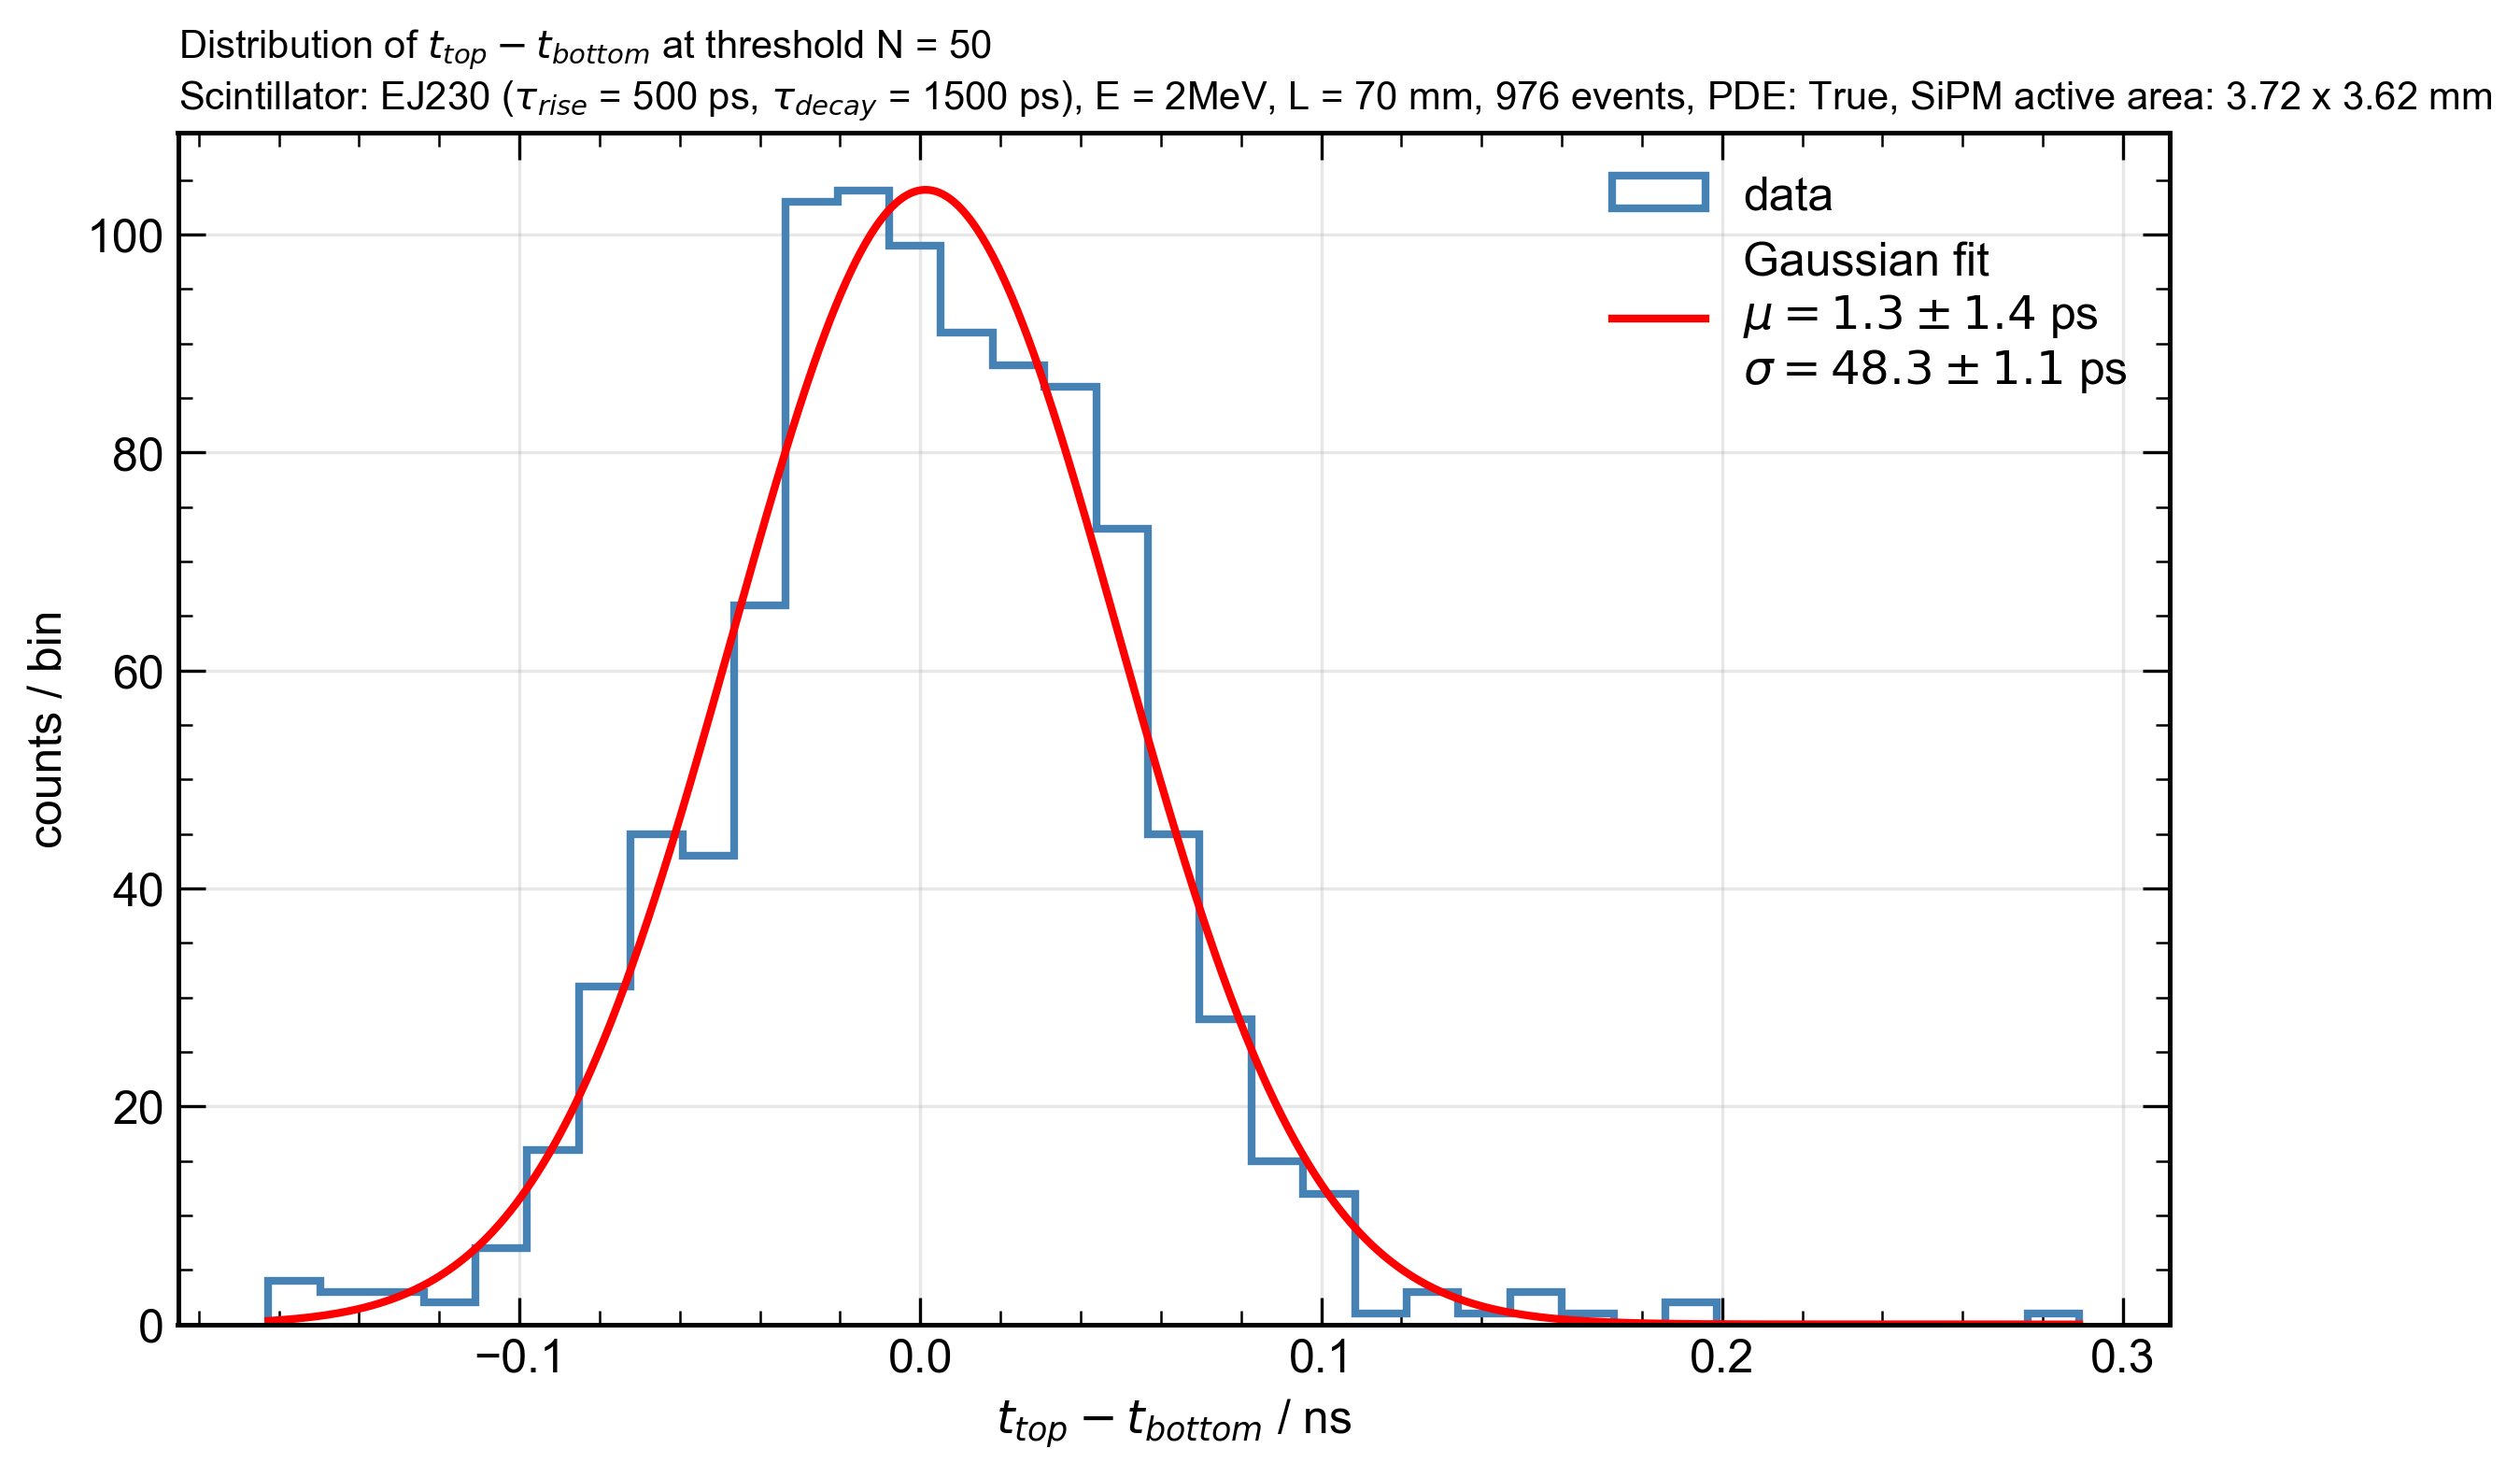 Distribution of t_top − t_bottom at threshold N = 50
Scintillator: EJ230 (τ_rise = 500 ps, τ_decay = 1500 ps), E = 2MeV, L = 70 mm, 976 events, PDE: True, SiPM active area: 3.72 x 3.62 mm
data
Gaussian fit
μ = 1.3 ± 1.4 ps
σ = 48.3 ± 1.1 ps
counts / bin
100
80
60
40
20
0
−0.1
0.0
0.1
0.2
0.3
t_top − t_bottom / ns